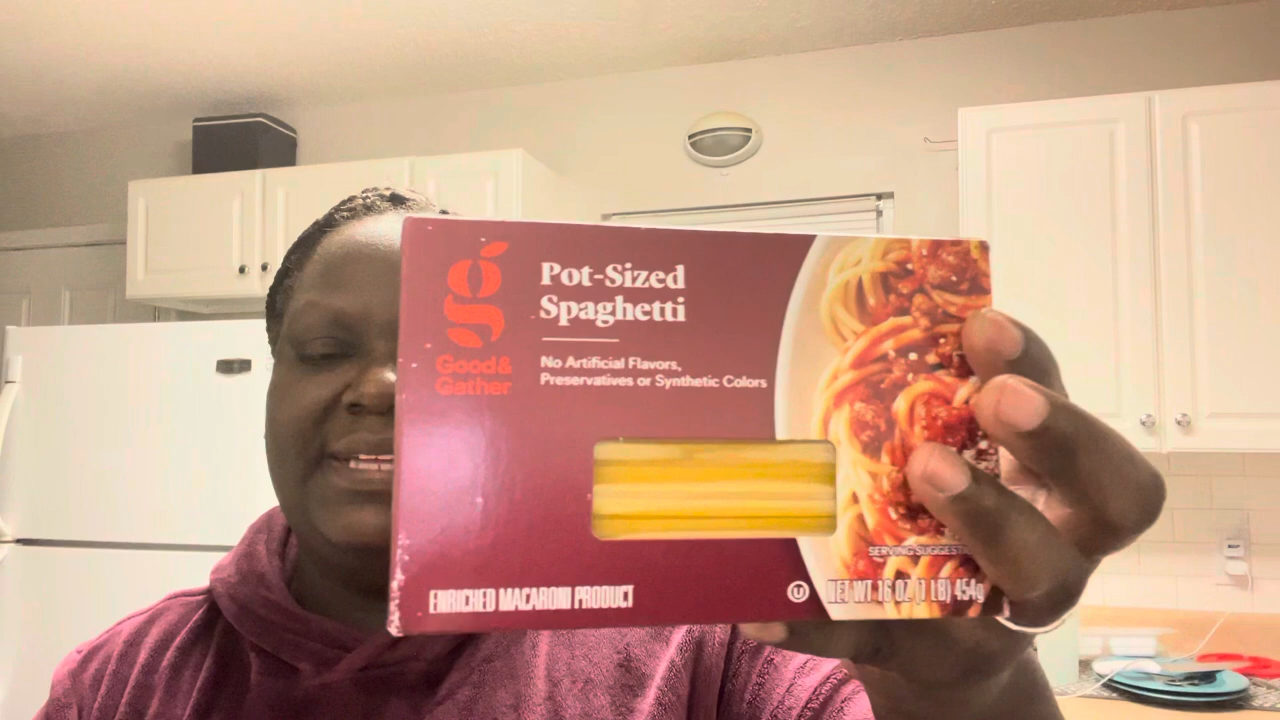 Good&
Gather
Pot-Sized
Spaghetti
No Artificial Flavors,
Preservatives or Synthetic Colors
SERVING
ENRICHED MACARONI PRODUCT
U
NET WT 16 OZ (1 LB) 454g